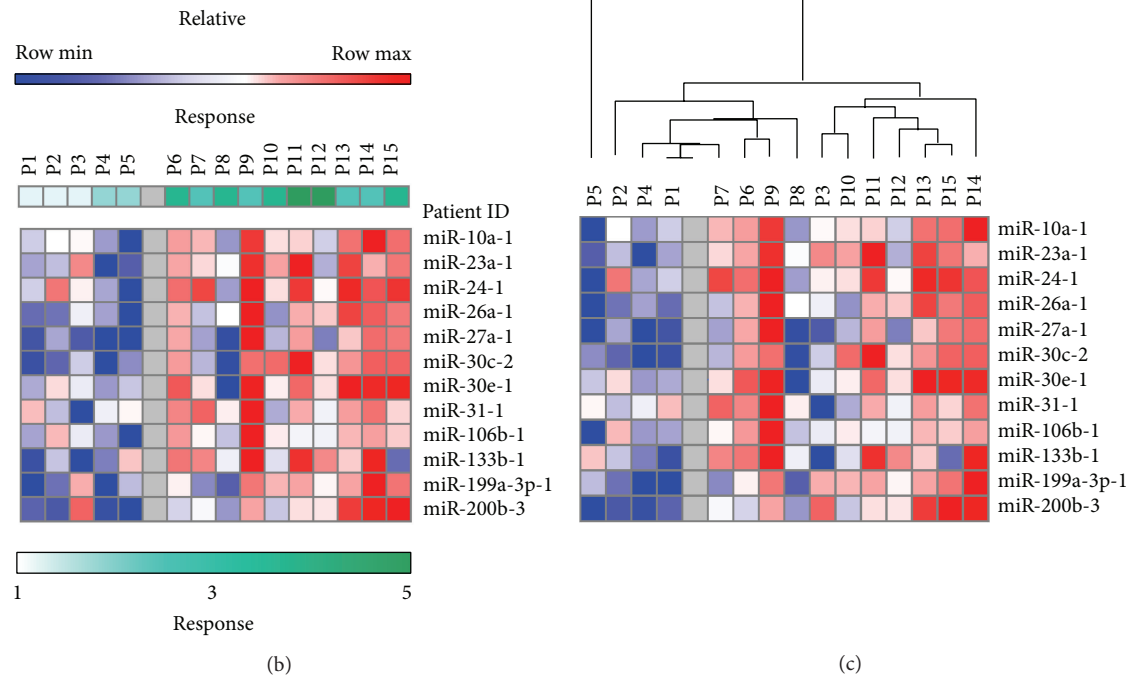 Relative
Row min Row max
Response
P1 P2 P3 P4 P5 P6 P7 P8 P9 P10 P11 P12 P13 P14 P15
Patient ID
miR-10a-1
miR-23a-1
miR-24-1
miR-26a-1
miR-27a-1
miR-30c-2
miR-30e-1
miR-31-1
miR-106b-1
miR-133b-1
miR-199a-3p-1
miR-200b-3
1 3 5
Response
(b)
P5 P2 P4 P1 P7 P6 P9 P8 P3 P10 P11 P12 P13 P15 P14
miR-10a-1
miR-23a-1
miR-24-1
miR-26a-1
miR-27a-1
miR-30c-2
miR-30e-1
miR-31-1
miR-106b-1
miR-133b-1
miR-199a-3p-1
miR-200b-3
(c)